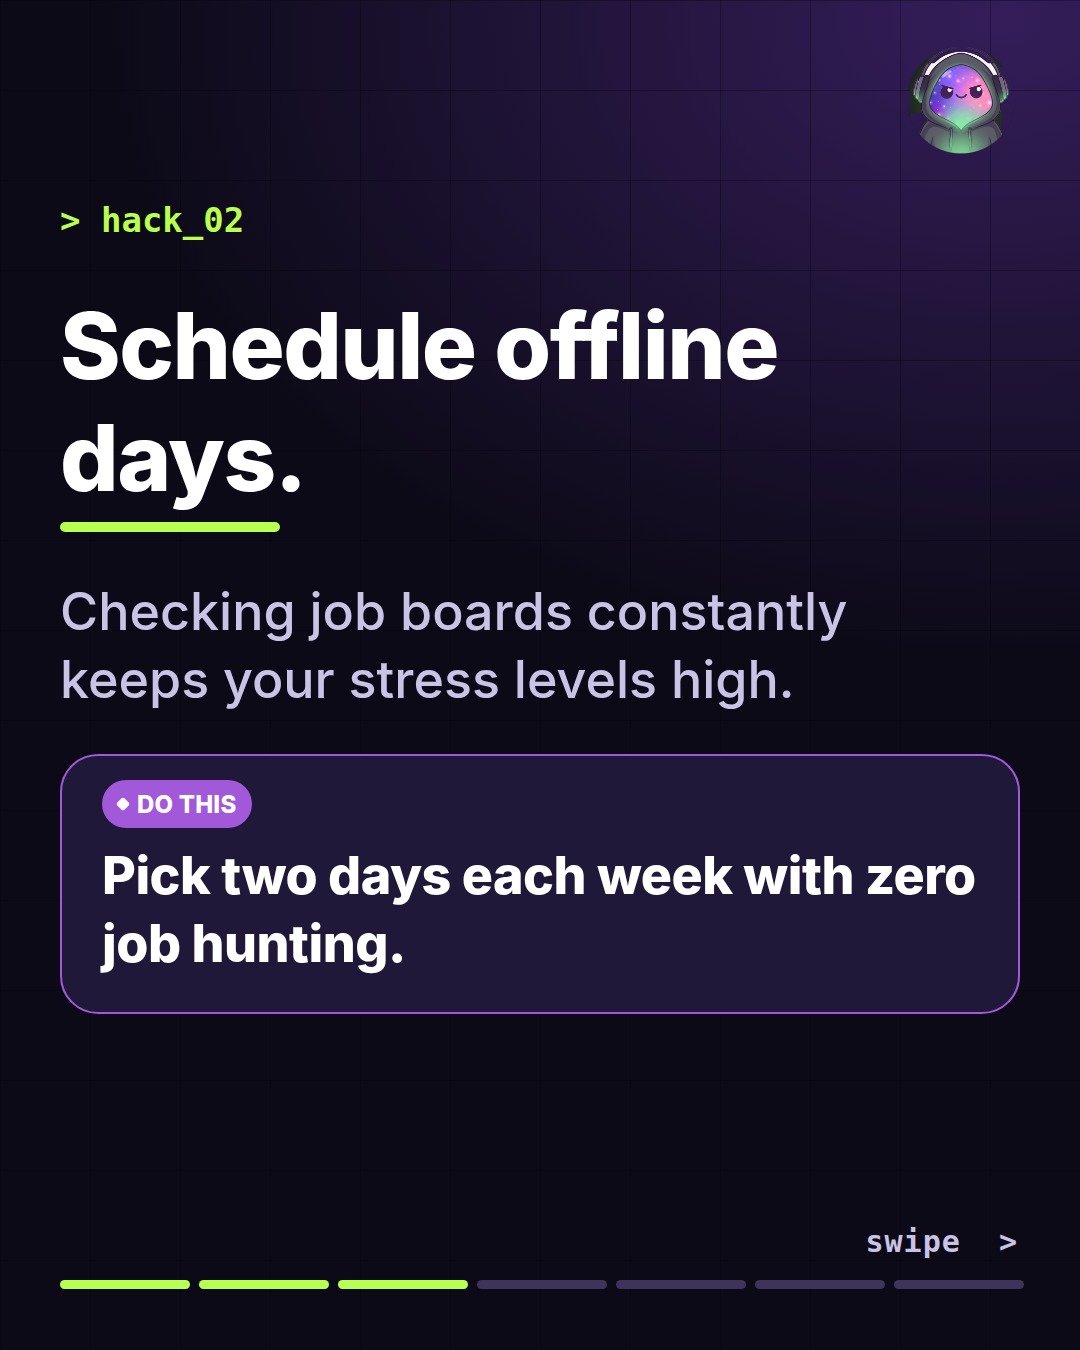 > hack_02
Schedule offline
days.
Checking job boards constantly
keeps your stress levels high.
DO THIS
Pick two days each week with zero
job hunting.
swipe >